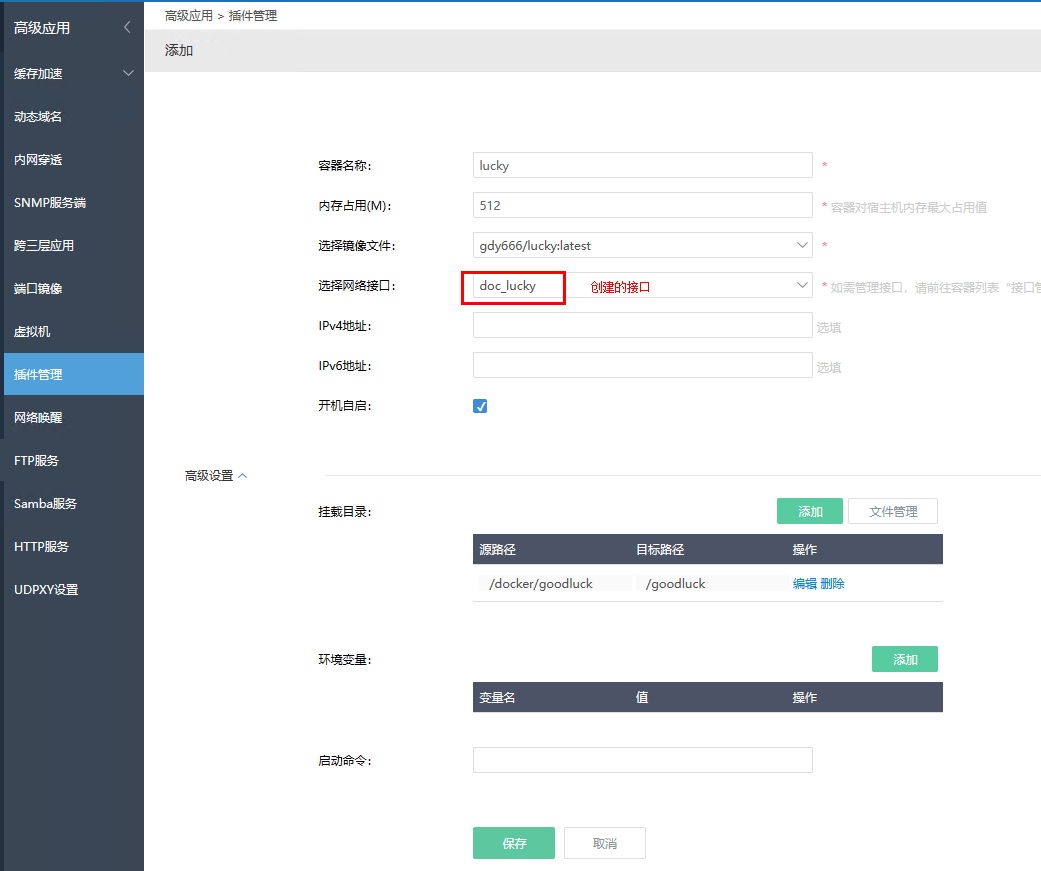 高级应用
缓存加速
动态域名
内网穿透
SNMP服务端
跨三层应用
端口镜像
虚拟机
插件管理
网络唤醒
FTP服务
Samba服务
HTTP服务
UDPXY设置
高级应用 > 插件管理
添加
容器名称: lucky *
内存占用(M): 512 * 容器对宿主机内存最大占用值
选择镜像文件: gdy666/lucky:latest *
选择网络接口: doc_lucky 创建的接口 * 如需管理接口，请前往容器列表“接口管
IPv4地址: 选填
IPv6地址: 选填
开机自启:
高级设置
挂载目录: 添加 文件管理
源路径 目标路径 操作
/docker/goodluck /goodluck 编辑 删除
环境变量: 添加
变量名 值 操作
启动命令:
保存 取消